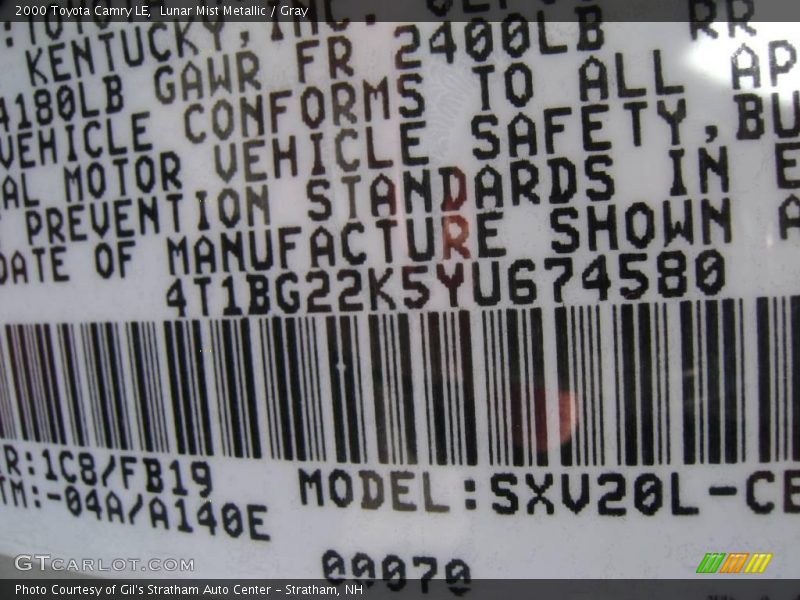 2000 Toyota Camry LE, Lunar Mist Metallic / Gray
KENTUCKY, INC.
4180LB GAWR FR 2400LB RR
VEHICLE CONFORMS TO ALL AP
AL MOTOR VEHICLE SAFETY, BU
PREVENTION STANDARDS IN E
DATE OF MANUFACTURE SHOWN A
4T1BG22K5YU674580
R:1C8/FB19
TM:-04A/A140E
MODEL:SXV20L-CE
00070
GTCARLOT.COM
Photo Courtesy of Gil's Stratham Auto Center - Stratham, NH